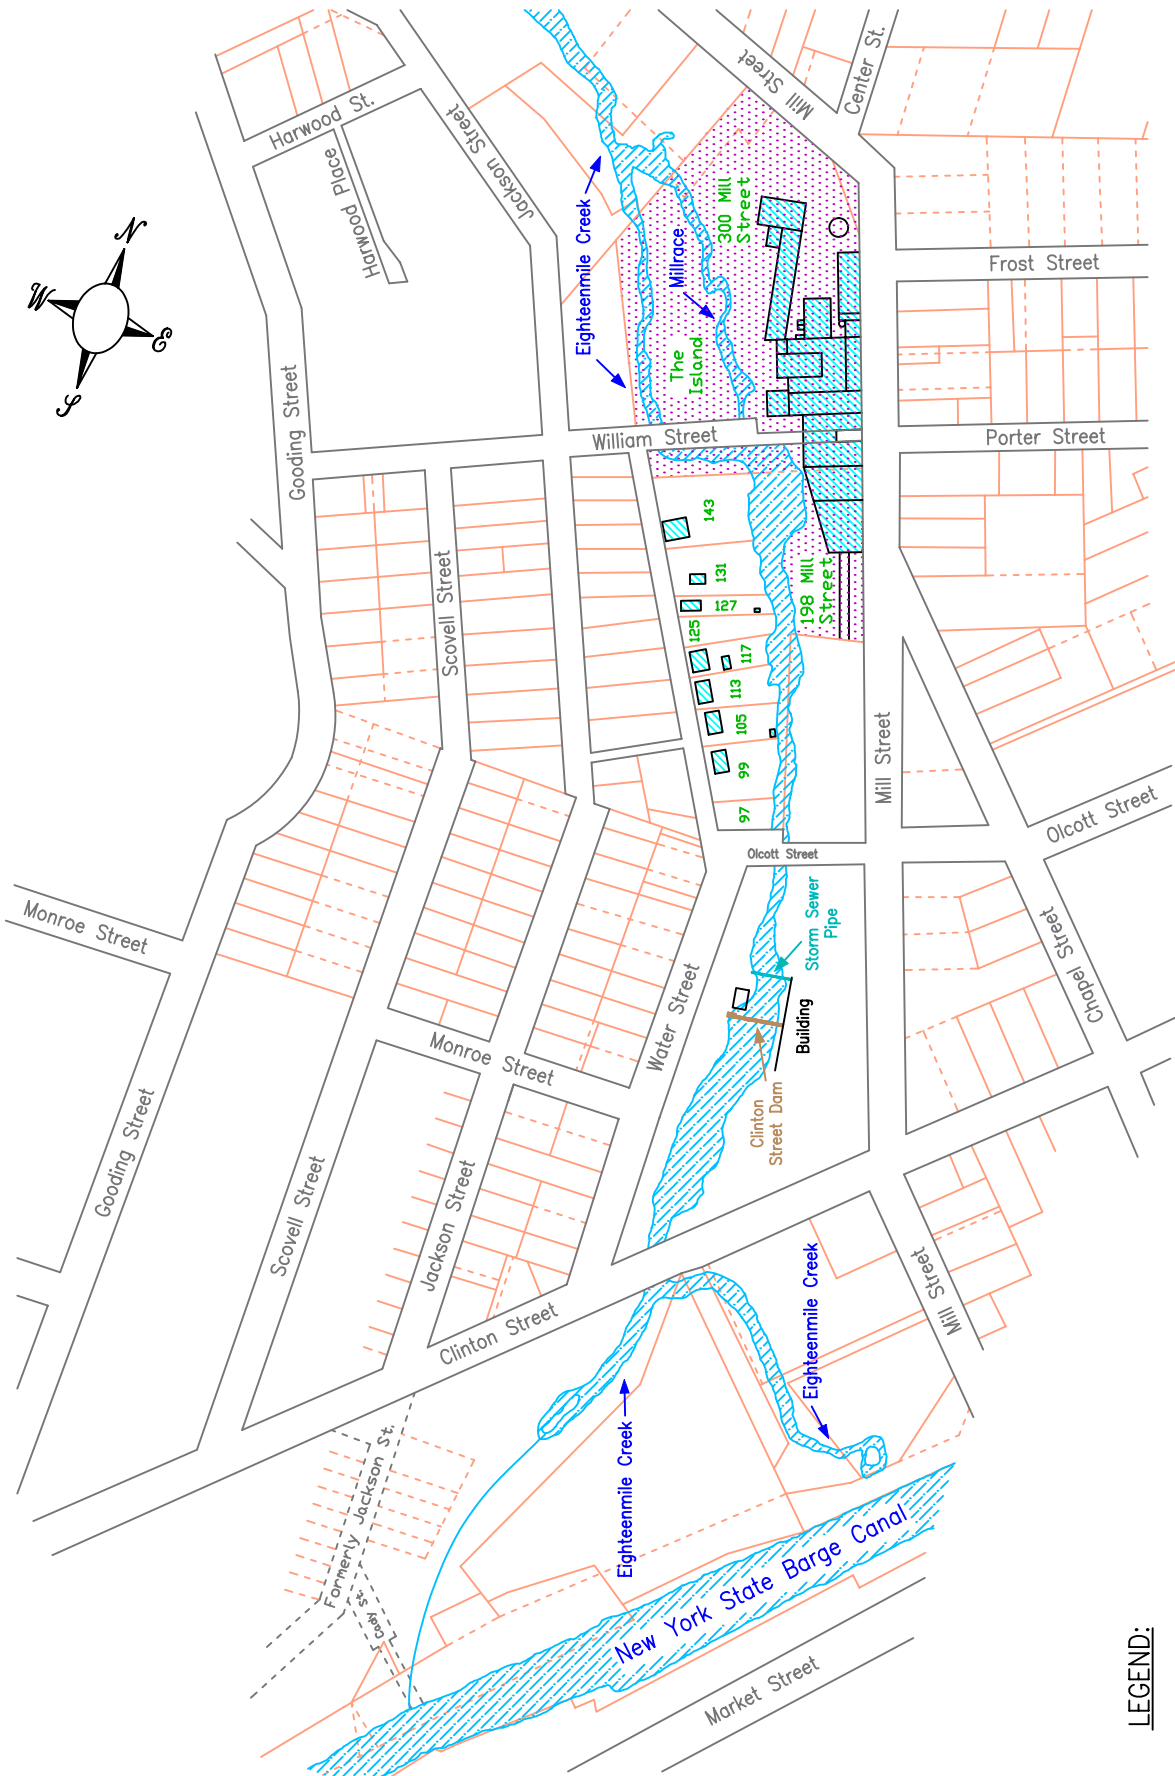 Mill Street
Center St.
Harwood St.
Harwood Place
Jackson Street
300 Mill
Street
Eighteenmile Creek
Millrace
N
W
E
S
Frost Street
The
Island
Gooding Street
William Street
Porter Street
143
Scovell Street
131
127
198 Mill
Street
125
117
113
105
Mill Street
99
97
Olcott Street
Olcott Street
Monroe Street
Storm Sewer
Pipe
Chapel Street
Water Street
Building
Monroe Street
Clinton
Street Dam
Gooding Street
Scovell Street
Jackson Street
Mill Street
Clinton Street
Eighteenmile Creek
Eighteenmile Creek
Formerly Jackson St.
Cady St.
New York State Barge Canal
Market Street
LEGEND: